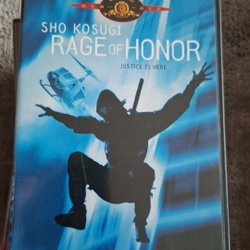 SHO KOSUGI
RAGE OF HONOR
JUSTICE IS HERE